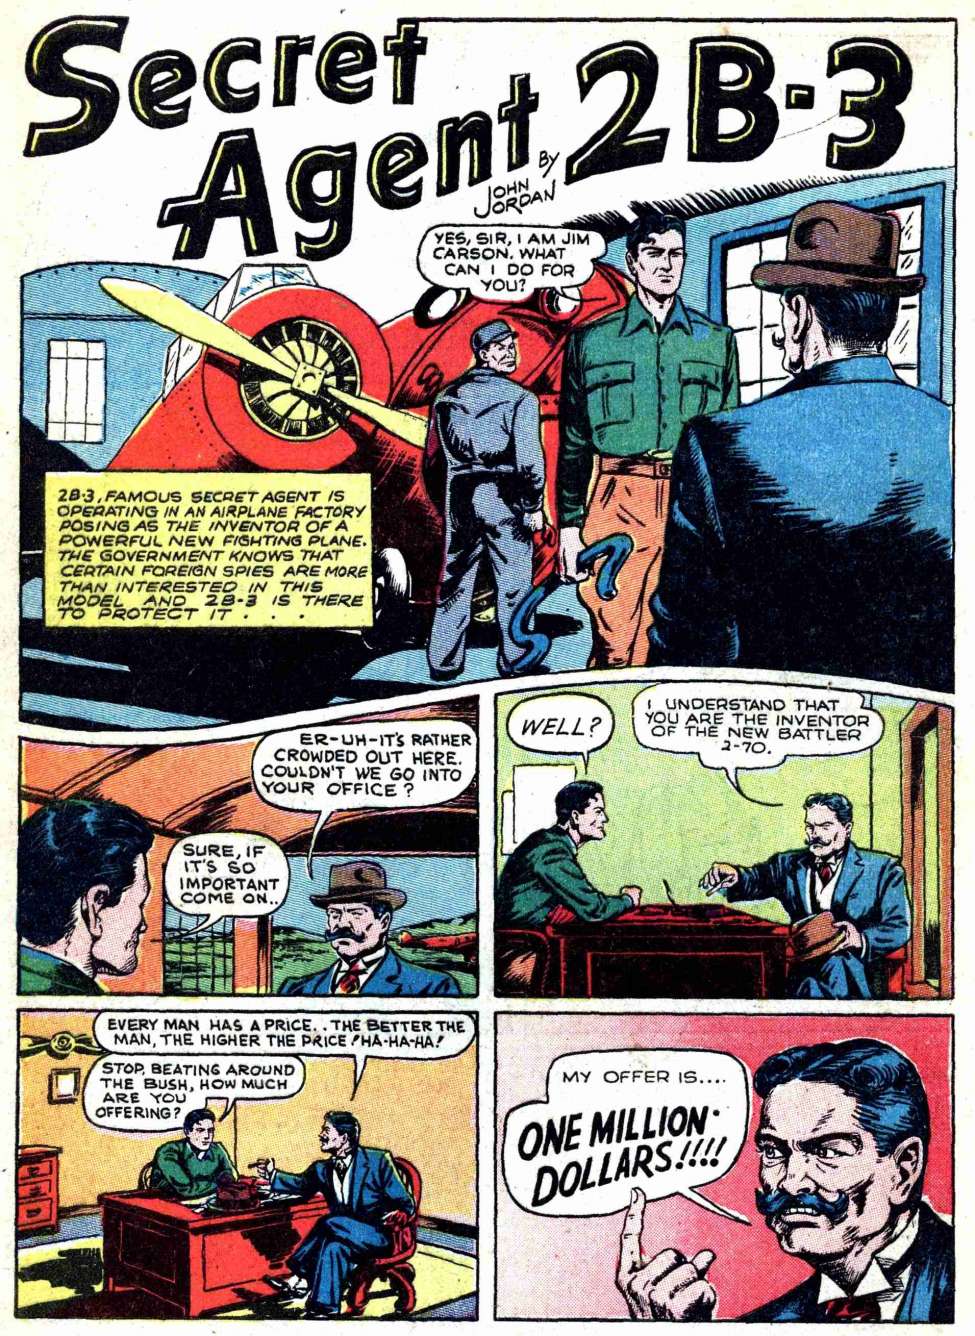 Secret
Agent 2B-3
BY
JOHN
JORDAN
YES, SIR, I AM JIM
CARSON. WHAT
CAN I DO FOR
YOU?
2B-3, FAMOUS SECRET AGENT IS
OPERATING IN AN AIRPLANE FACTORY
POSING AS THE INVENTOR OF A
POWERFUL NEW FIGHTING PLANE.
THE GOVERNMENT KNOWS THAT
CERTAIN FOREIGN SPIES ARE MORE
THAN INTERESTED IN THIS
MODEL AND 2B-3 IS THERE
TO PROTECT IT . . .
ER-UH-IT'S RATHER
CROWDED OUT HERE.
COULDN'T WE GO INTO
YOUR OFFICE?
SURE, IF
IT'S SO
IMPORTANT
COME ON..
WELL?
I UNDERSTAND THAT
YOU ARE THE INVENTOR
OF THE NEW BATTLER
2-70.
EVERY MAN HAS A PRICE.. THE BETTER THE
MAN, THE HIGHER THE PRICE! HA-HA-HA!
STOP, BEATING AROUND
THE BUSH, HOW MUCH
ARE YOU
OFFERING?
MY OFFER IS....
ONE MILLION-
DOLLARS!!!!